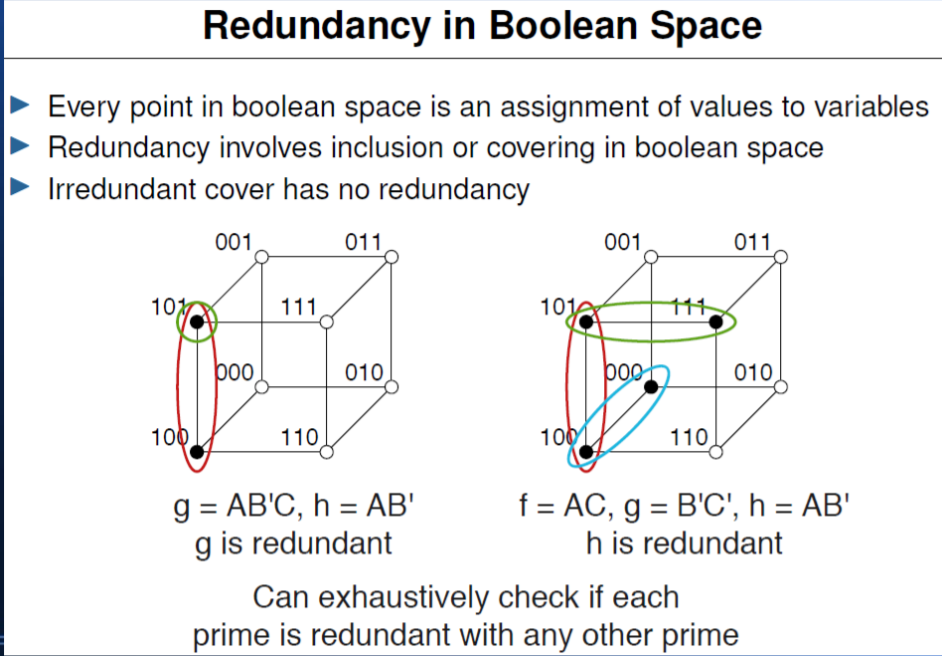 Redundancy in Boolean Space
Every point in boolean space is an assignment of values to variables
Redundancy involves inclusion or covering in boolean space
Irredundant cover has no redundancy
001 011
101 111
000 010
100 110
g = AB'C, h = AB'
g is redundant
001 011
101 111
000 010
100 110
f = AC, g = B'C', h = AB'
h is redundant
Can exhaustively check if each
prime is redundant with any other prime